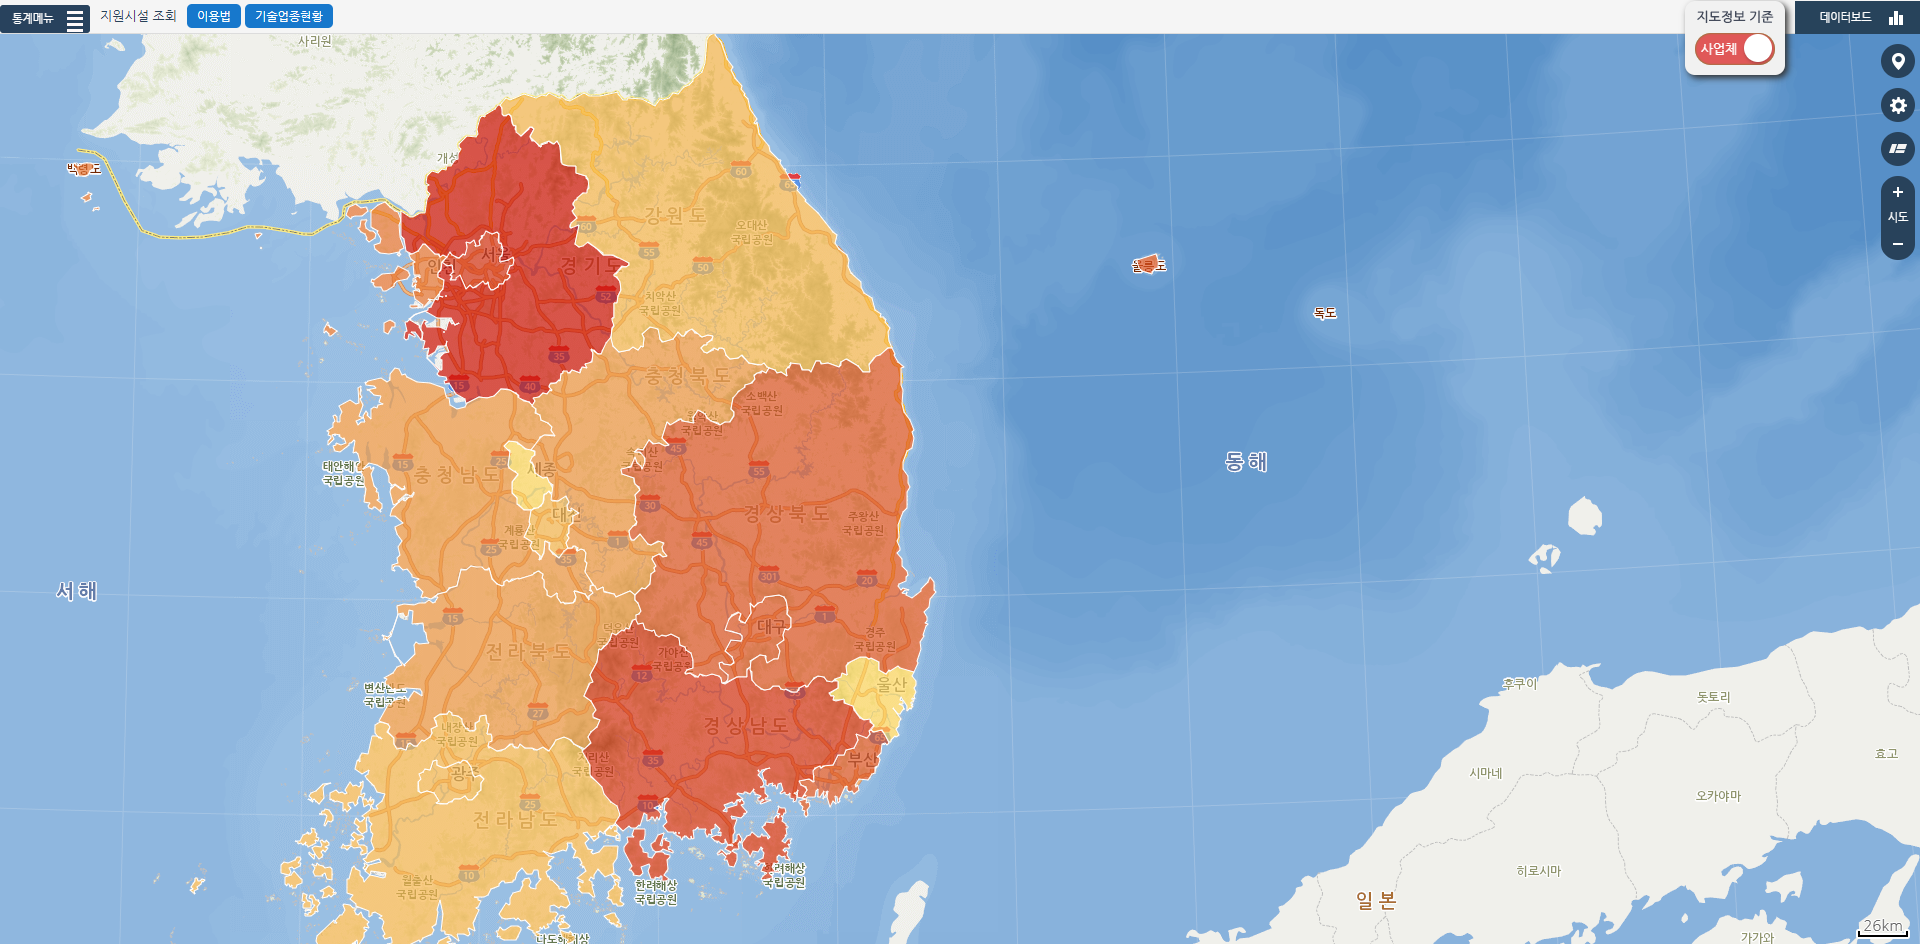 통계메뉴
지원시설 조회
이용법
기술업종현황
지도정보 기준
사업체
데이터보드
시도
사리원
개성
백령도
강원도
오대산
국립공원
치악산
국립공원
서울
인천
경기도
60
65
60
55
50
52
35
15
40
울릉도
독도
동해
서해
충청북도
소백산
국립공원
월악산
국립공원
속리산
국립공원
45
55
30
태안해안
국립공원
15
25
충청남도
세종
대전
계룡산
국립공원
25
35
1
경상북도
주왕산
국립공원
45
301
20
1
대구
경주
국립공원
15
전라북도
덕유산
국립공원
가야산
국립공원
12
변산반도
국립공원
27
울산
경상남도
65
부산
내장산
국립공원
15
지리산
국립공원
35
광주
10
25
전라남도
10
월출산
국립공원
한려해상
국립공원
려해상
국립공원
다도해해상
후쿠이
돗토리
효고
시마네
오카야마
히로시마
일본
가가와
26km